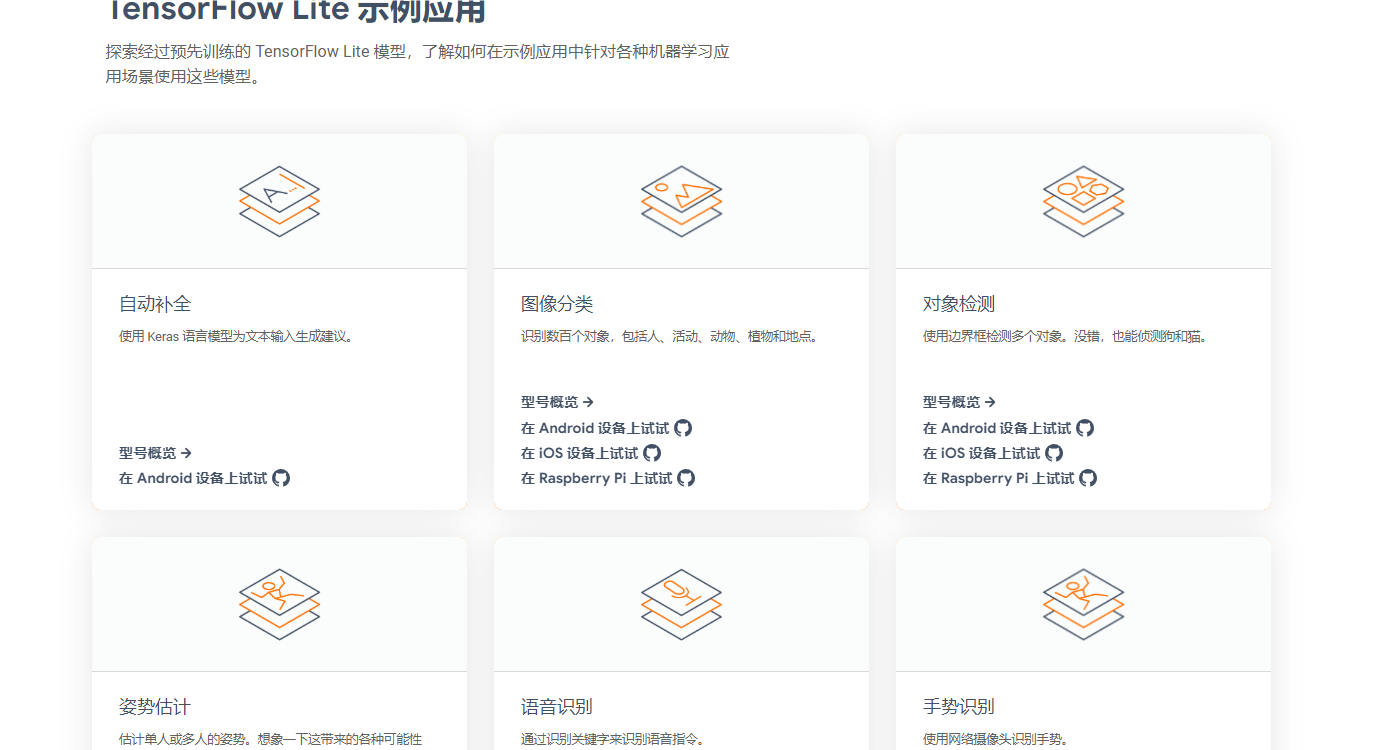 TensorFlow Lite 示例应用
探索经过预先训练的 TensorFlow Lite 模型，了解如何在示例应用中针对各种机器学习应
用场景使用这些模型。
自动补全
使用 Keras 语言模型为文本输入生成建议。
型号概览
在 Android 设备上试试
图像分类
识别数百个对象，包括人、活动、动物、植物和地点。
型号概览
在 Android 设备上试试
在 iOS 设备上试试
在 Raspberry Pi 上试试
对象检测
使用边界框检测多个对象。没错，也能侦测狗和猫。
型号概览
在 Android 设备上试试
在 iOS 设备上试试
在 Raspberry Pi 上试试
姿势估计
估计单人或多人的姿势。想象一下这带来的各种可能性
语音识别
通过识别关键字来识别语音指令。
手势识别
使用网络摄像头识别手势。